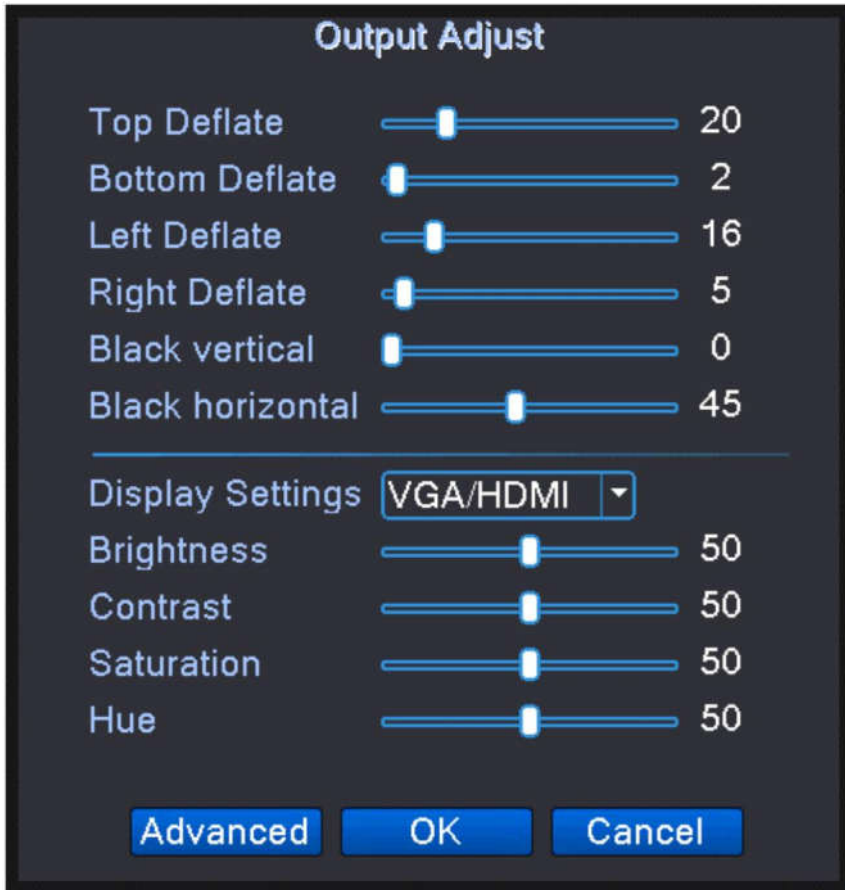 Output Adjust
Top Deflate 20
Bottom Deflate 2
Left Deflate 16
Right Deflate 5
Black vertical 0
Black horizontal 45
Display Settings VGA/HDMI
Brightness 50
Contrast 50
Saturation 50
Hue 50
Advanced OK Cancel